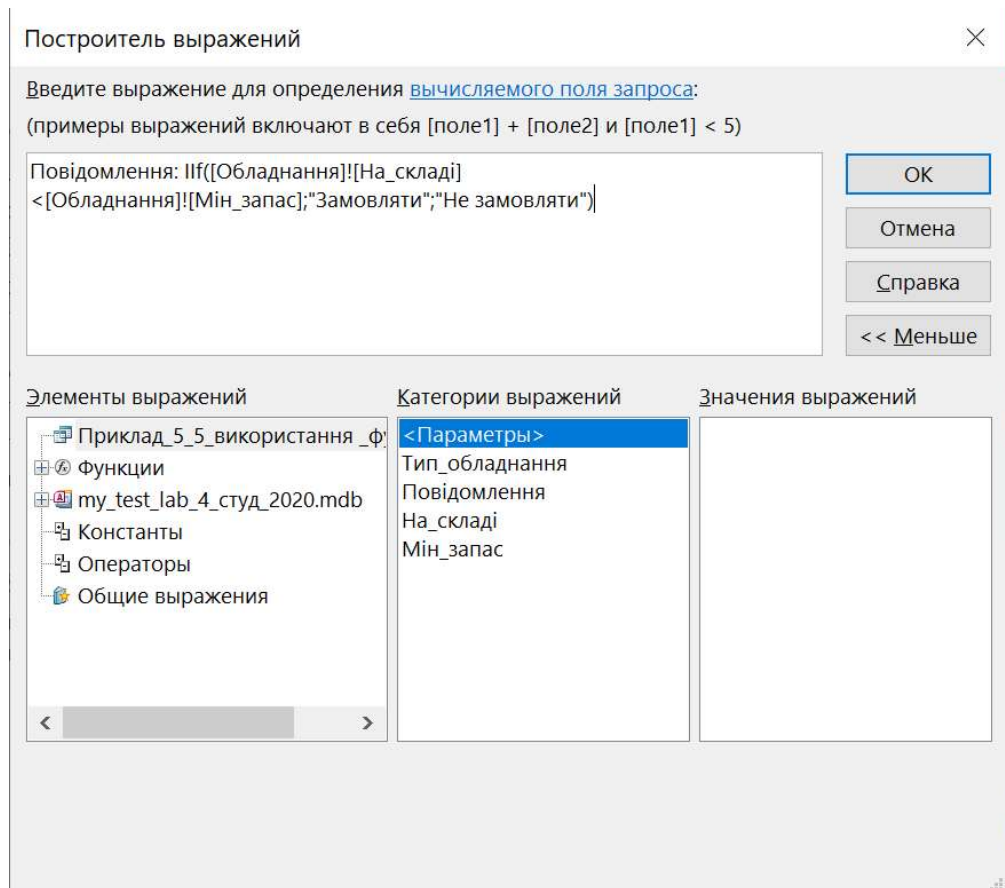 Построитель выражений
Введите выражение для определения вычисляемого поля запроса:
(примеры выражений включают в себя [поле1] + [поле2] и [поле1] < 5)
Повідомлення: IIf([Обладнання]![На_складі]
<[Обладнання]![Мін_запас];"Замовляти";"Не замовляти")
OK
Отмена
Справка
<< Меньше
Элементы выражений
Приклад_5_5_використання _ф
Функции
my_test_lab_4_студ_2020.mdb
Константы
Операторы
Общие выражения
Категории выражений
<Параметры>
Тип_обладнання
Повідомлення
На_складі
Мін_запас
Значения выражений